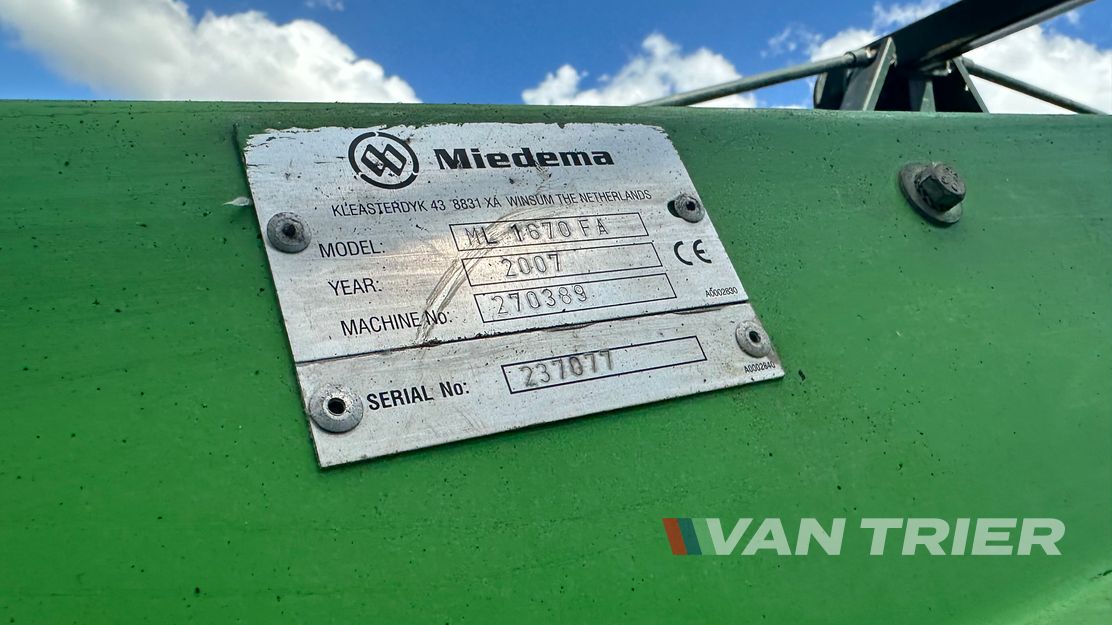 Miedema
KLEASTERDYK 43 8831 XA WINSUM THE NETHERLANDS
MODEL: ML 1670 FA
YEAR: 2007
CE
MACHINE No: 270389
A0002830
SERIAL No: 237077
A0002840
VAN TRIER